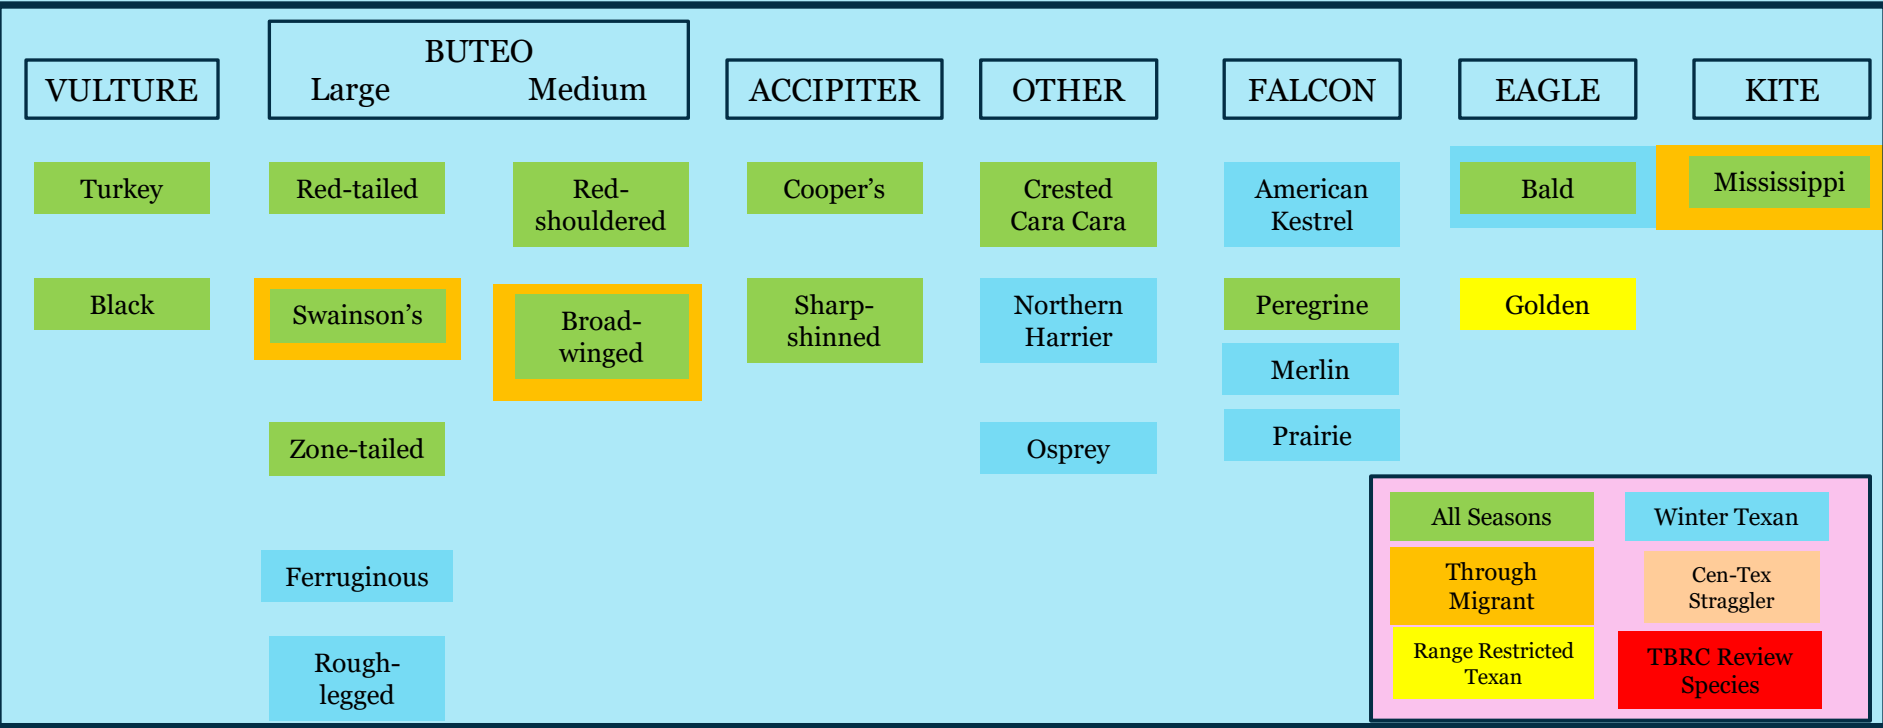 VULTURE
BUTEO
Large
Medium
ACCIPITER
OTHER
FALCON
EAGLE
KITE
Turkey
Black
Red-tailed
Swainson’s
Zone-tailed
Ferruginous
Rough-
legged
Red-
shouldered
Broad-
winged
Cooper’s
Sharp-
shinned
Crested
Cara Cara
Northern
Harrier
Osprey
American
Kestrel
Peregrine
Merlin
Prairie
Bald
Golden
Mississippi
All Seasons
Winter Texan
Through
Migrant
Cen-Tex
Straggler
Range Restricted
Texan
TBRC Review
Species